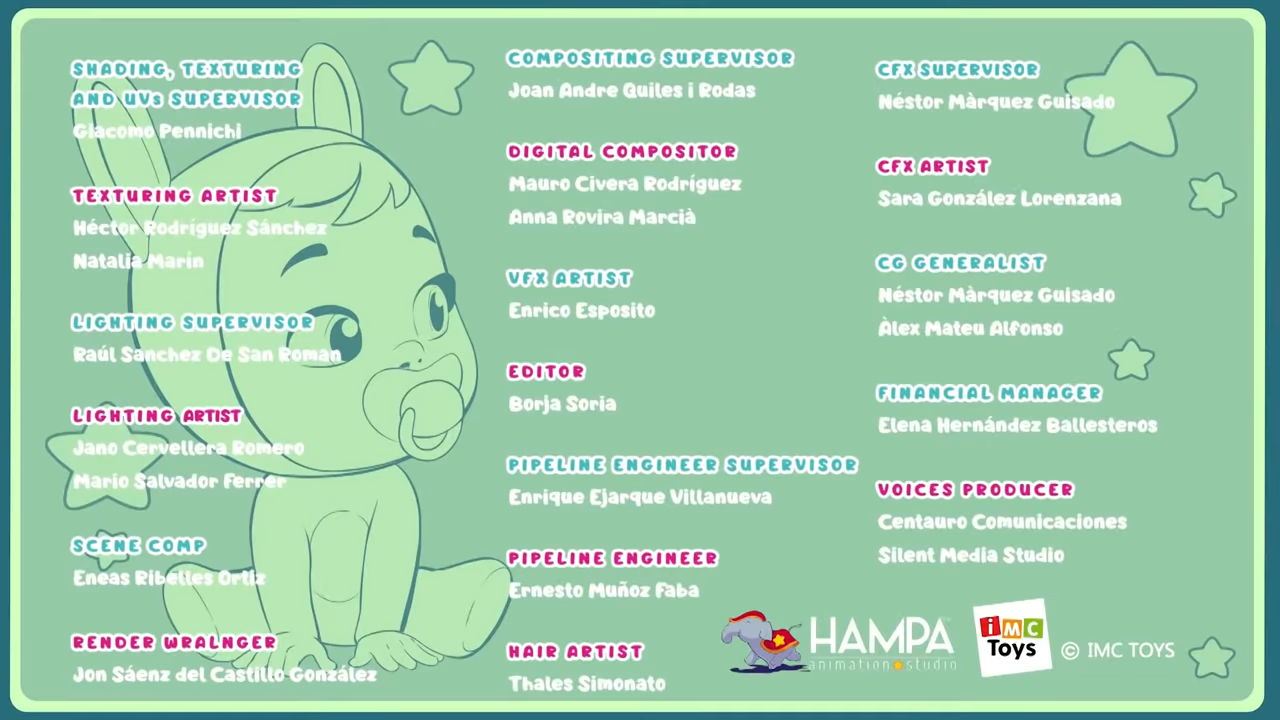 SHADING, TEXTURING
AND UVs SUPERVISOR
Giacomo Pennichi
TEXTURING ARTIST
Héctor Rodríguez Sánchez
Natalia Marín
LIGHTING SUPERVISOR
Raúl Sanchez De San Roman
LIGHTING ARTIST
Jano Cervellera Romero
Mario Salvador Ferrer
SCENE COMP
Eneas Ribelles Ortiz
RENDER WRALNGER
Jon Sáenz del Castillo González
COMPOSITING SUPERVISOR
Joan Andre Quiles i Rodas
DIGITAL COMPOSITOR
Mauro Civera Rodríguez
Anna Rovira Marcià
VFX ARTIST
Enrico Esposito
EDITOR
Borja Soria
PIPELINE ENGINEER SUPERVISOR
Enrique Ejarque Villanueva
PIPELINE ENGINEER
Ernesto Muñoz Faba
HAIR ARTIST
Thales Simonato
CFX SUPERVISOR
Néstor Màrquez Guisado
CFX ARTIST
Sara González Lorenzana
CG GENERALIST
Néstor Màrquez Guisado
Àlex Mateu Alfonso
FINANCIAL MANAGER
Elena Hernández Ballesteros
VOICES PRODUCER
Centauro Comunicaciones
Silent Media Studio
HAMPA
animation studio
imc
Toys
© IMC TOYS